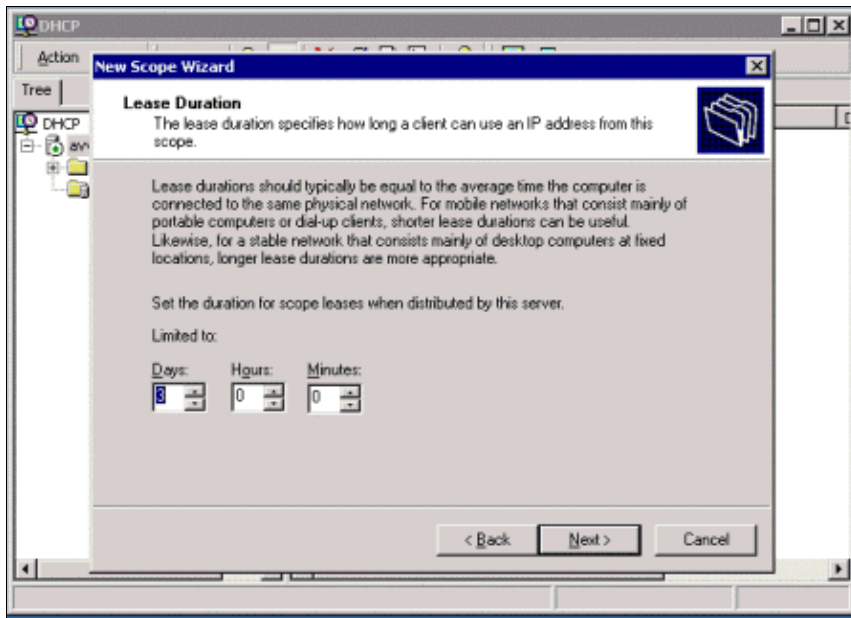 DHCP
Action
New Scope Wizard
Tree
Lease Duration
The lease duration specifies how long a client can use an IP address from this
scope.
DHCP
Lease durations should typically be equal to the average time the computer is
connected to the same physical network. For mobile networks that consist mainly of
portable computers or dial-up clients, shorter lease durations can be useful.
Likewise, for a stable network that consists mainly of desktop computers at fixed
locations, longer lease durations are more appropriate.
Set the duration for scope leases when distributed by this server.
Limited to:
Days: Hours: Minutes:
3 0 0
< Back Next > Cancel